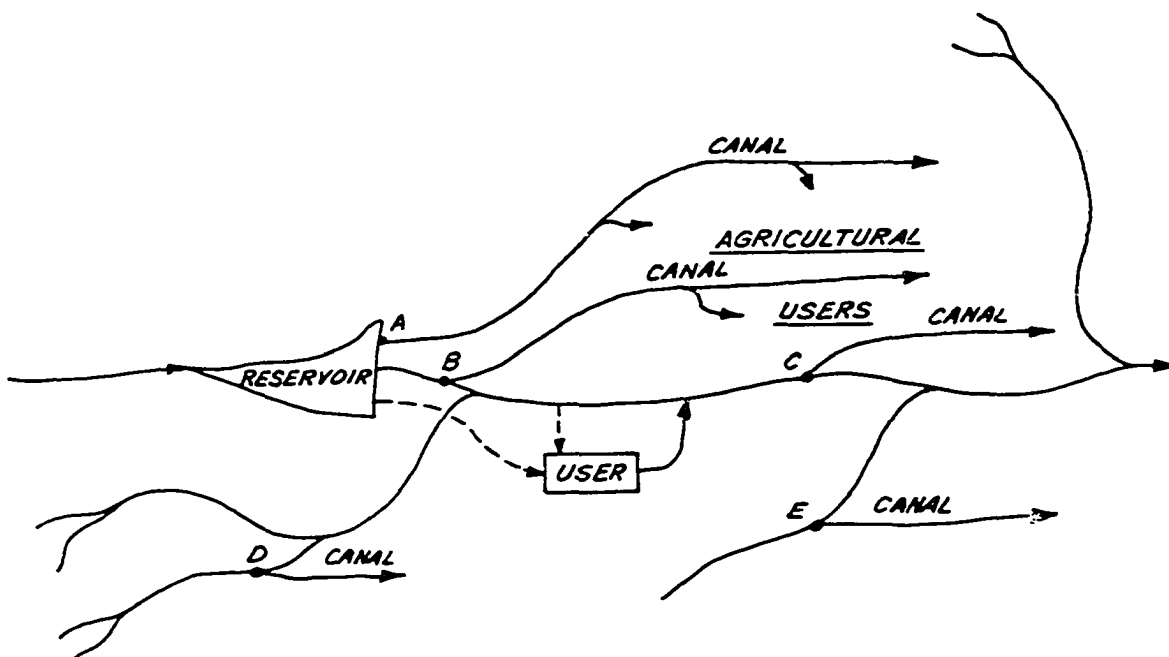 CANAL
AGRICULTURAL
CANAL
USERS
CANAL
A
B
C
RESERVOIR
USER
E
CANAL
D
CANAL